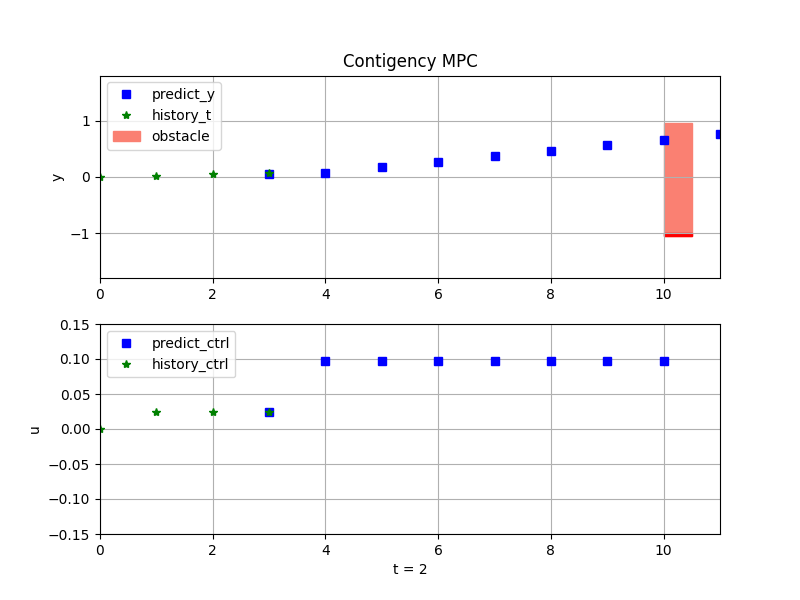 Contigency MPC
predict_y
history_t
obstacle
y
1
0
−1
0 2 4 6 8 10
predict_ctrl
history_ctrl
u
0.15
0.10
0.05
0.00
−0.05
−0.10
−0.15
0 2 4 6 8 10
t = 2